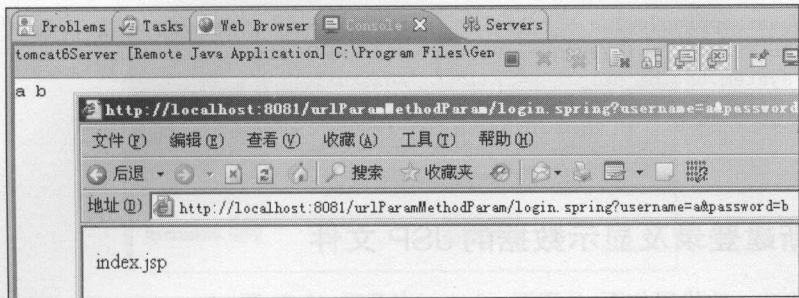 Problems Tasks Web Browser Console Servers
tomcat6Server [Remote Java Application] C:\Program Files\Gen
a b
http://localhost:8081/urlParamMethodParam/login.spring?username=a&password
文件(F) 编辑(E) 查看(V) 收藏(A) 工具(T) 帮助(H)
后退 搜索 收藏夹
地址(D) http://localhost:8081/urlParamMethodParam/login.spring?username=a&password=b
index.jsp